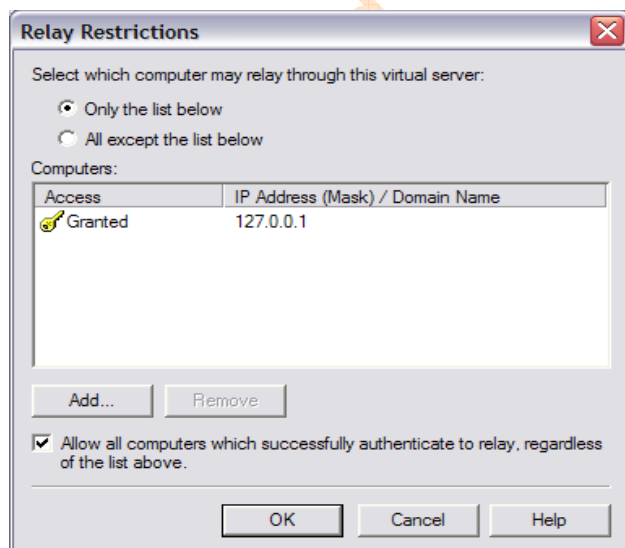 Relay Restrictions
Select which computer may relay through this virtual server:
Only the list below
All except the list below
Computers:
Access IP Address (Mask) / Domain Name
Granted 127.0.0.1
Add... Remove
Allow all computers which successfully authenticate to relay, regardless
of the list above.
OK Cancel Help